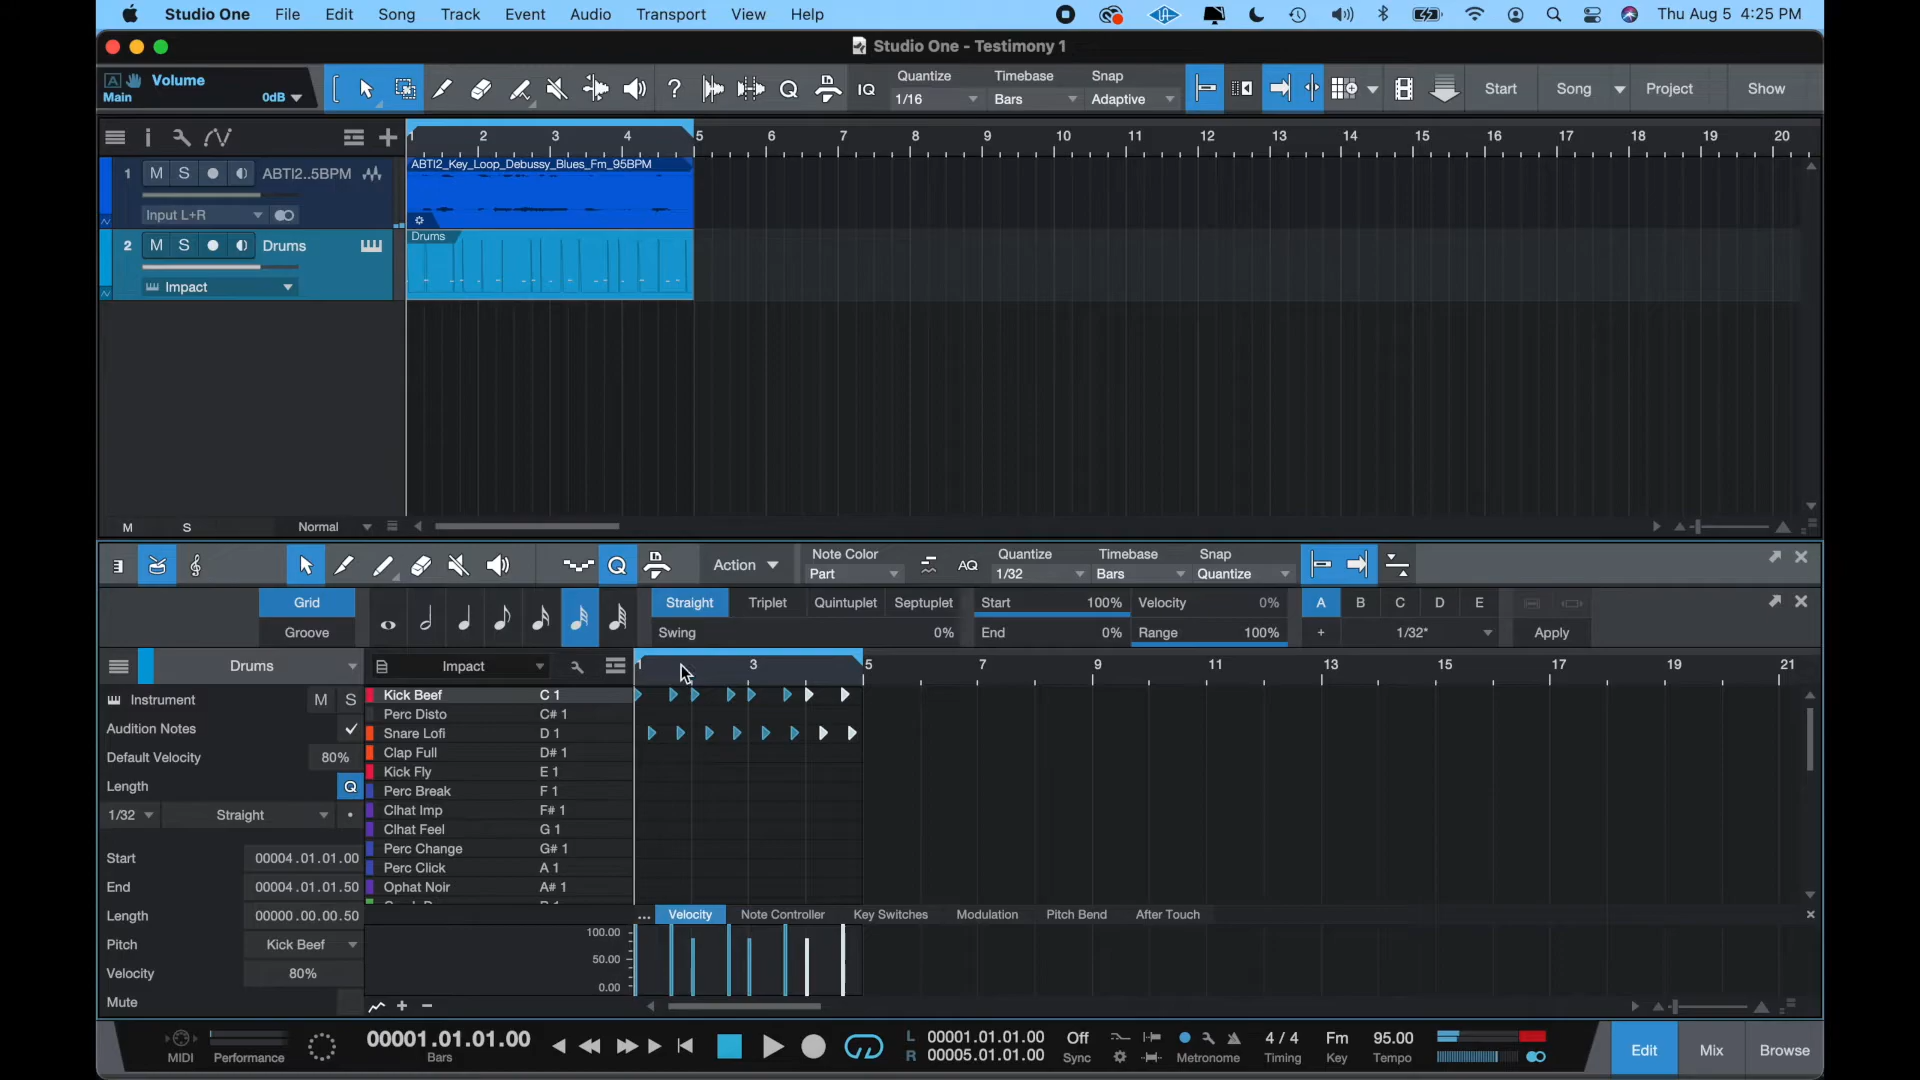 Studio One File Edit Song Track Event Audio Transport View Help Thu Aug 5 4:25 PM
Studio One - Testimony 1
A Volume
Main 0dB
Quantize Timebase Snap
1/16 Bars Adaptive
? Q IQ Start Song Project Show
1 2 3 4 5 6 7 8 9 10 11 12 13 14 15 16 17 18 19 20
1 M S ABTI2..5BPM
ABTI2_Key_Loop_Debussy_Blues_Fm_95BPM
Input L+R
2 M S Drums
Drums
Impact
M S Normal
Action
Note Color AQ Quantize Timebase Snap
Part 1/32 Bars Quantize
Q
Grid Straight Triplet Quintuplet Septuplet Start 100% Velocity 0% A B C D E
Groove Swing 0% End 0% Range 100% + 1/32* Apply
Drums Impact 1 3 5 7 9 11 13 15 17 19 21
Instrument M S
Audition Notes
Default Velocity 80%
Length Q
1/32 Straight
Start 00004.01.01.00
End 00004.01.01.50
Length 00000.00.00.50
Pitch Kick Beef
Velocity 80%
Mute
Kick Beef C 1
Perc Disto C# 1
Snare Lofi D 1
Clap Full D# 1
Kick Fly E 1
Perc Break F 1
Clhat Imp F# 1
Clhat Feel G 1
Perc Change G# 1
Perc Click A 1
Ophat Noir A# 1
... Velocity Note Controller Key Switches Modulation Pitch Bend After Touch
100.00
50.00
0.00
MIDI Performance
00001.01.01.00
Bars
L 00001.01.01.00
R 00005.01.01.00
Off
Sync
Metronome
4 / 4
Timing
Fm
Key
95.00
Tempo
Edit Mix Browse